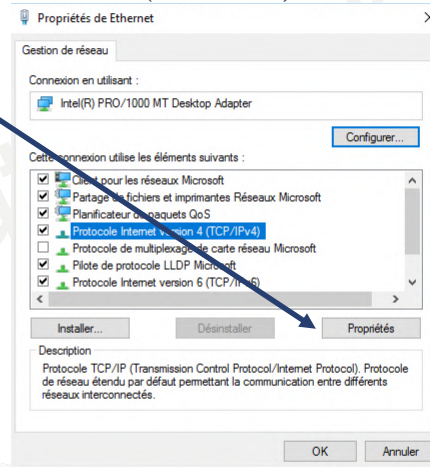 Propriétés de Ethernet
Gestion de réseau
Connexion en utilisant :
Intel(R) PRO/1000 MT Desktop Adapter
Configurer...
Cette connexion utilise les éléments suivants :
Client pour les réseaux Microsoft
Partage de fichiers et imprimantes Réseaux Microsoft
Planificateur de paquets QoS
Protocole Internet version 4 (TCP/IPv4)
Protocole de multiplexage de carte réseau Microsoft
Pilote de protocole LLDP Microsoft
Protocole Internet version 6 (TCP/IPv6)
Installer... Désinstaller Propriétés
Description
Protocole TCP/IP (Transmission Control Protocol/Internet Protocol). Protocole
de réseau étendu par défaut permettant la communication entre différents
réseaux interconnectés.
OK Annuler